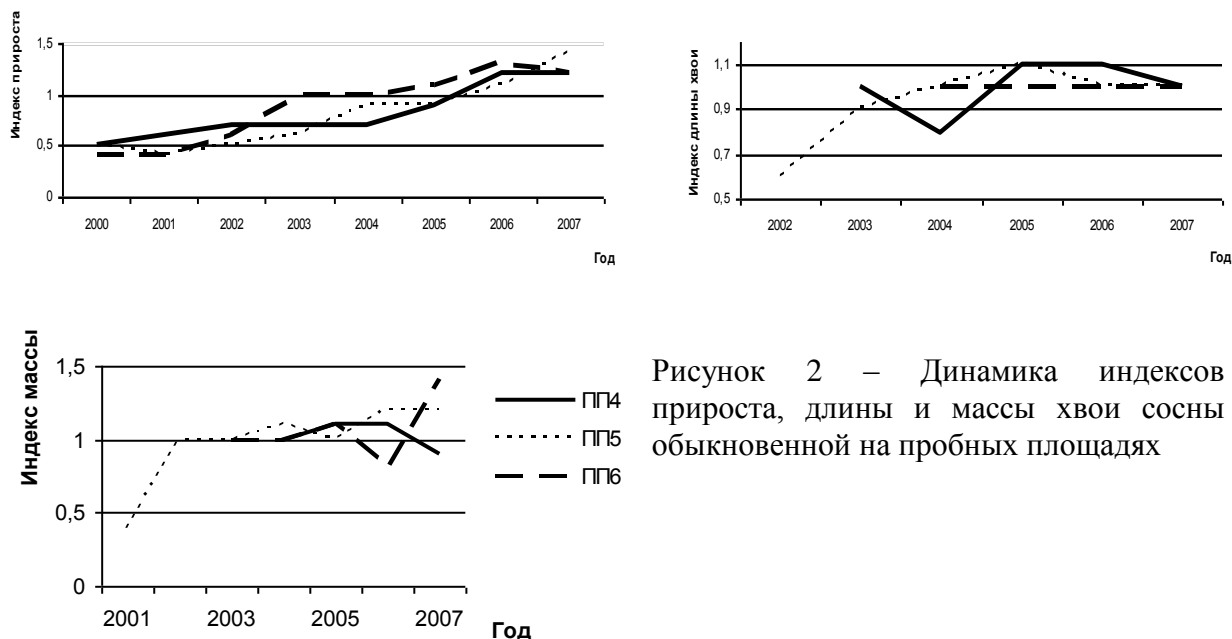 Индекс прироста
1,5
1
0,5
0
2000 2001 2002 2003 2004 2005 2006 2007
Год
Индекс длины хвои
1,1
0,9
0,7
0,5
2002 2003 2004 2005 2006 2007
Год
Индекс массы
1,5
1
0,5
0
2001 2003 2005 2007
Год
ПП4
ПП5
ПП6
Рисунок 2 – Динамика индексов
прироста, длины и массы хвои сосны
обыкновенной на пробных площадях